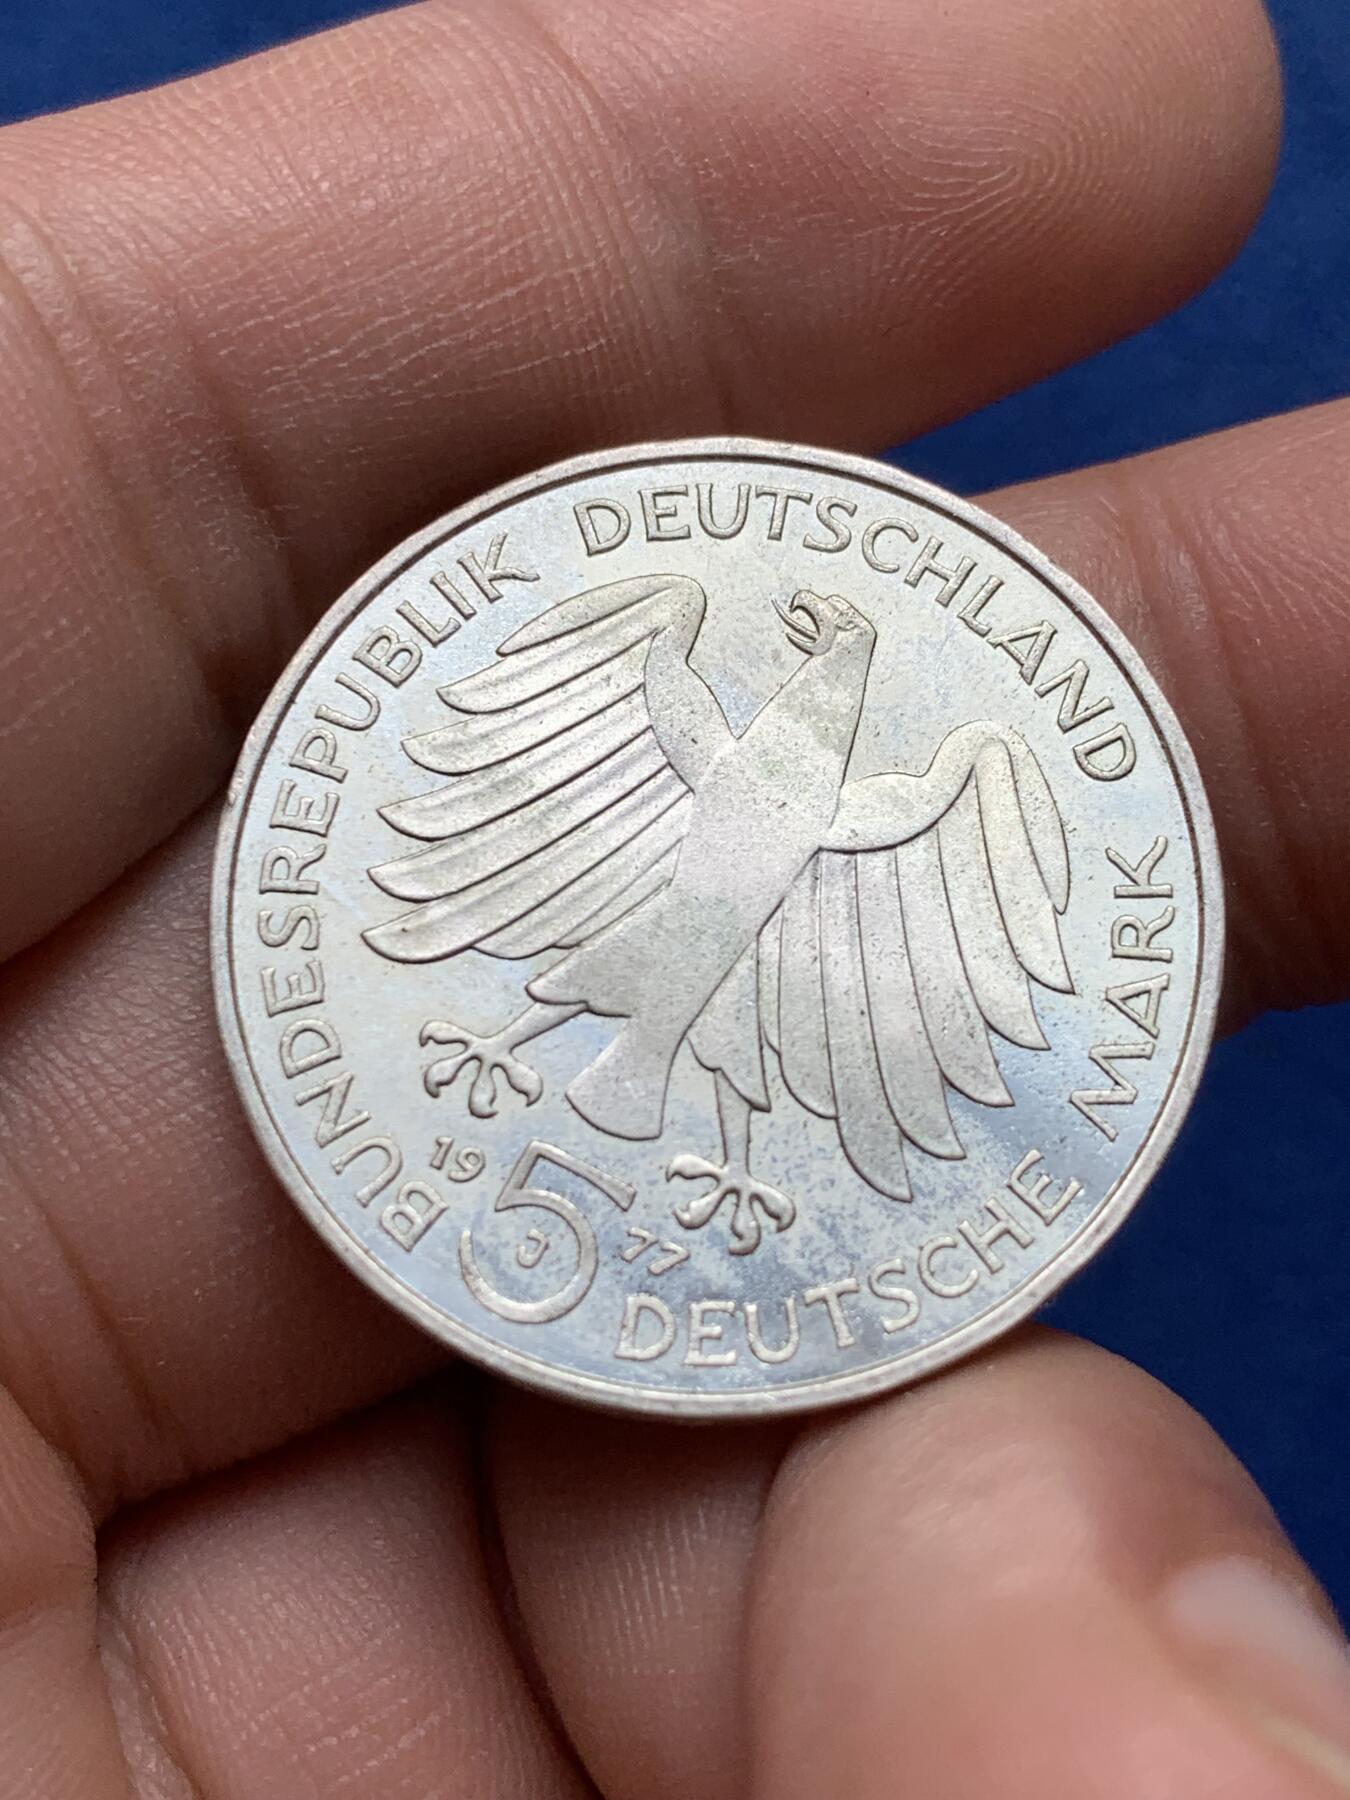 BUNDESREPUBLIK DEUTSCHLAND
19 5 77
J
DEUTSCHE MARK